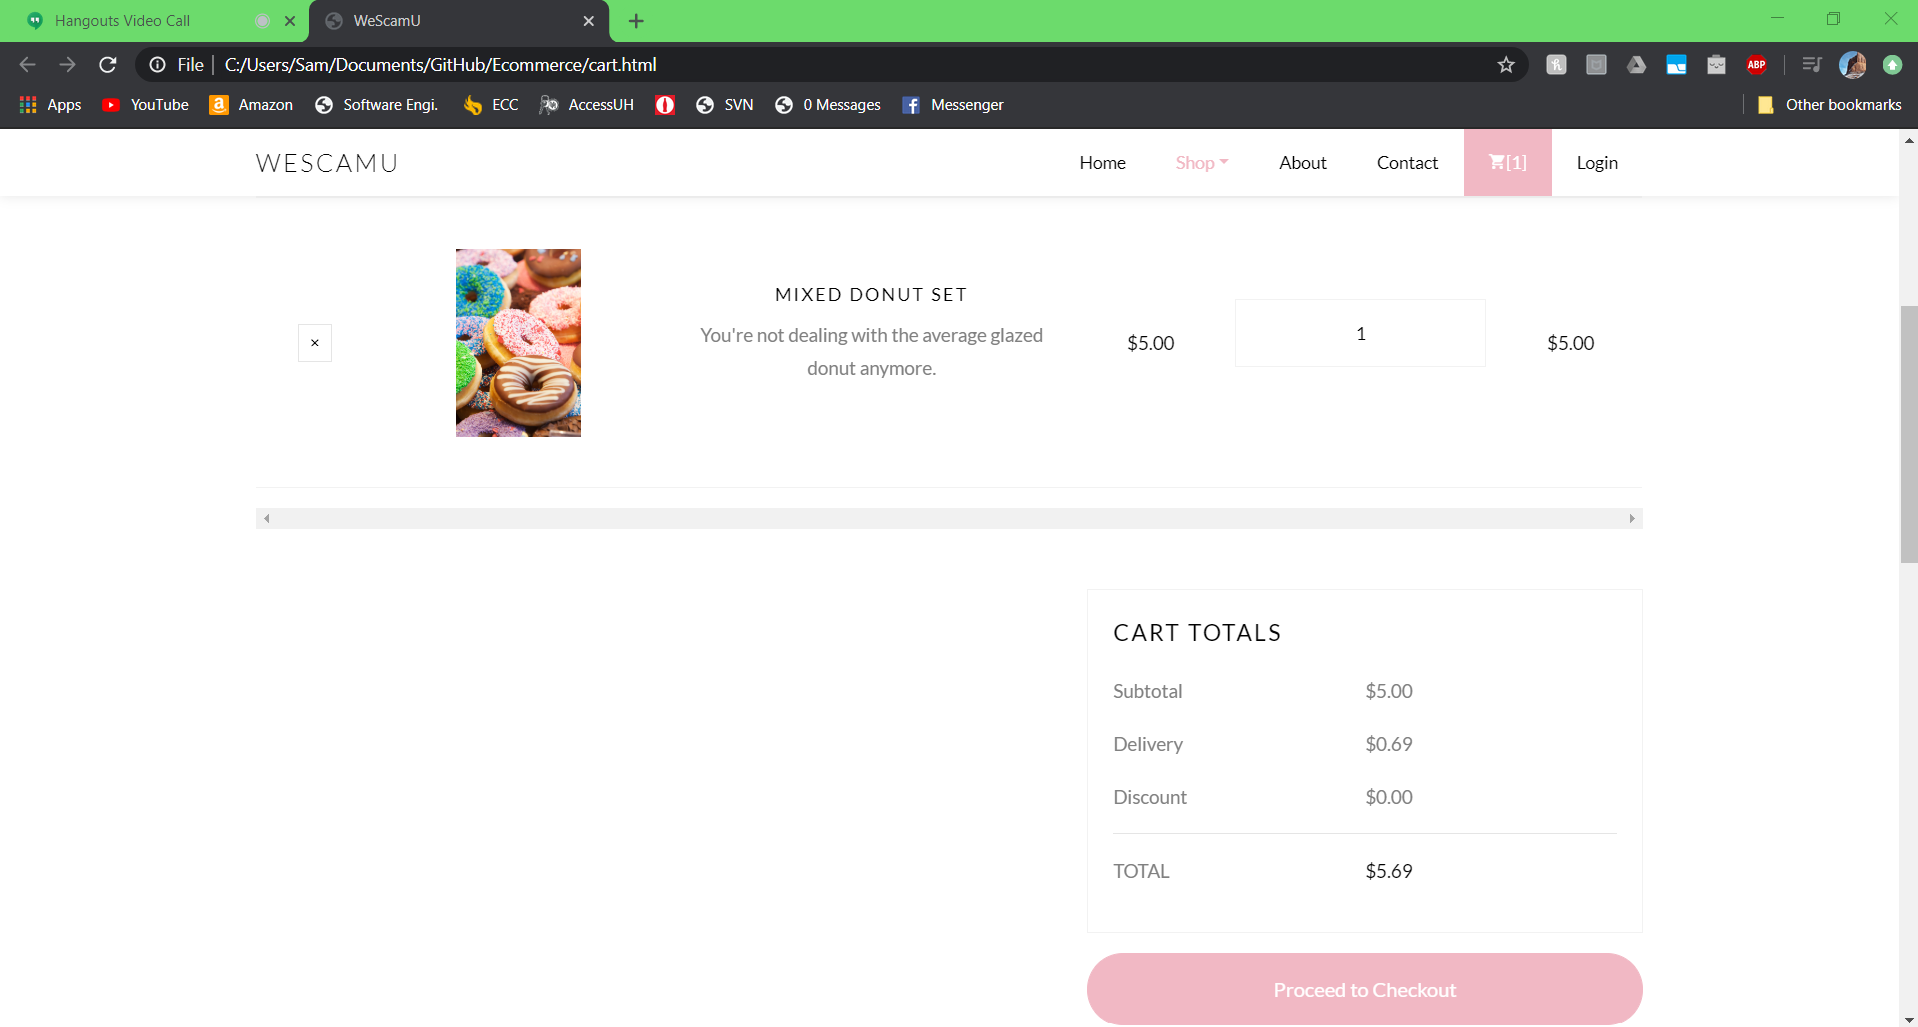 Hangouts Video Call
WeScamU
File
C:/Users/Sam/Documents/GitHub/Ecommerce/cart.html
ABP
Apps
YouTube
Amazon
Software Engi.
ECC
AccessUH
SVN
0 Messages
Messenger
Other bookmarks
WESCAMU
Home
Shop
About
Contact
[1]
Login
×
MIXED DONUT SET
You're not dealing with the average glazed
donut anymore.
$5.00
1
$5.00
CART TOTALS
Subtotal $5.00
Delivery $0.69
Discount $0.00
TOTAL $5.69
Proceed to Checkout